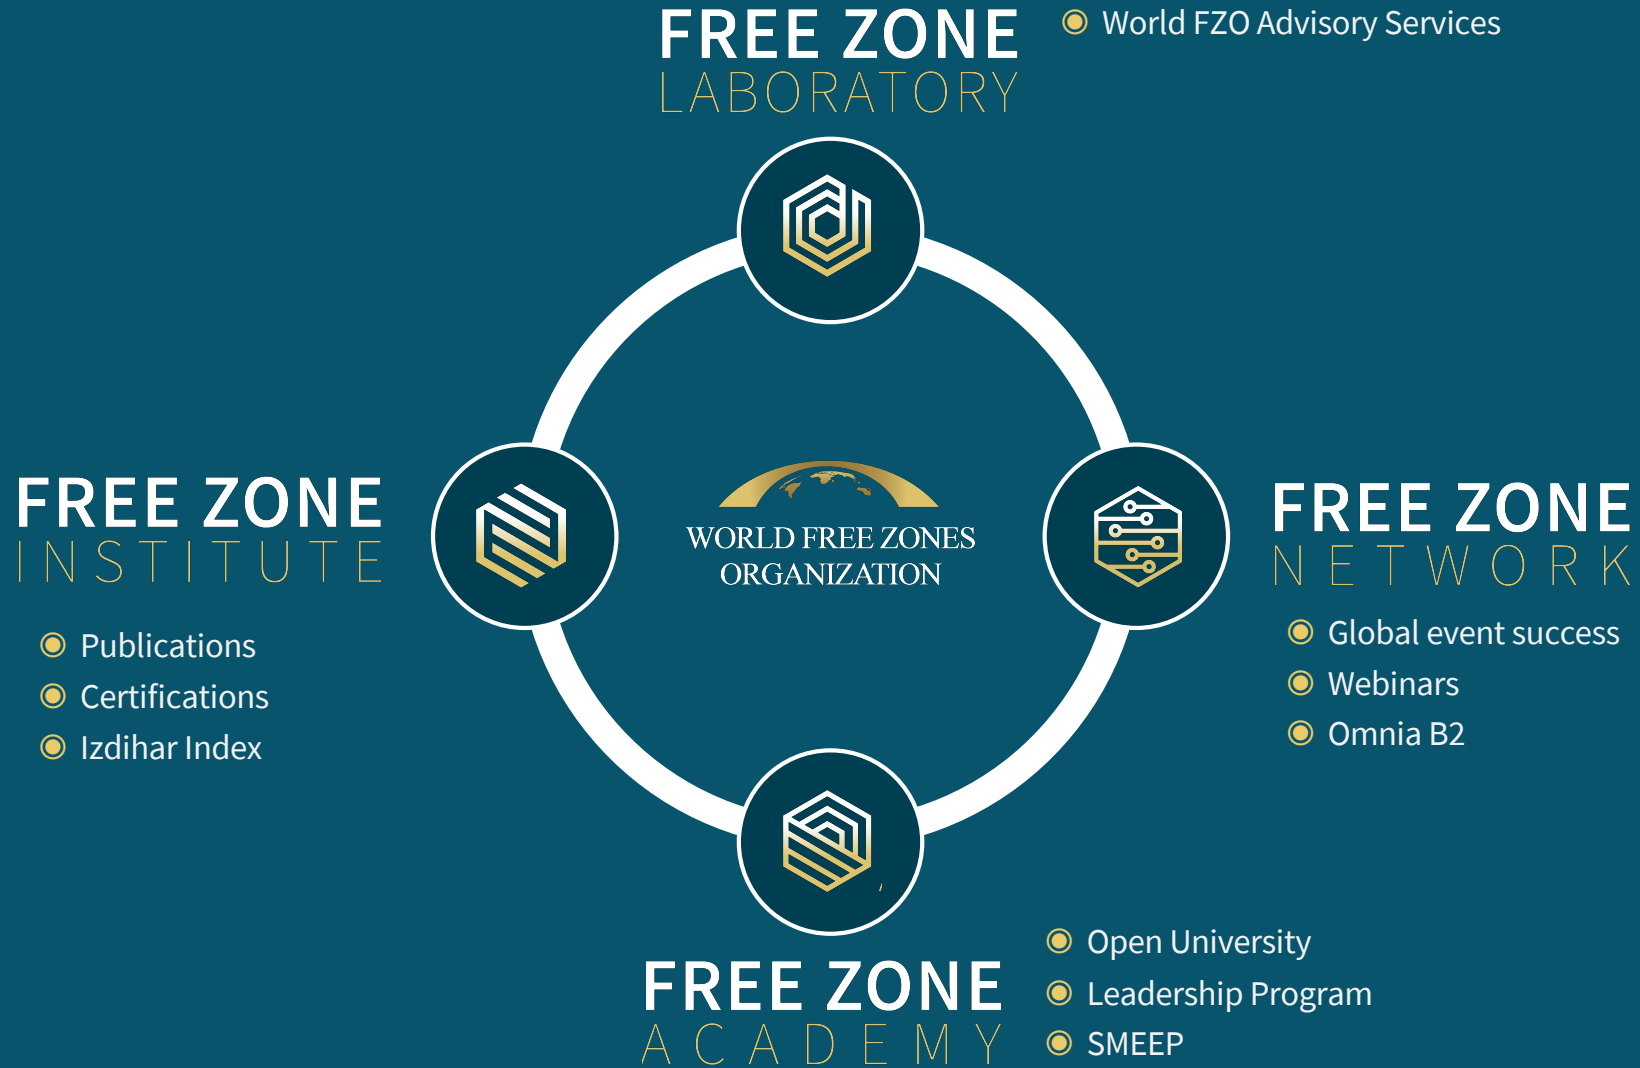 FREE ZONE
LABORATORY
World FZO Advisory Services
FREE ZONE
INSTITUTE
Publications
Certifications
Izdihar Index
WORLD FREE ZONES
ORGANIZATION
FREE ZONE
NETWORK
Global event success
Webinars
Omnia B2
FREE ZONE
ACADEMY
Open University
Leadership Program
SMEEP